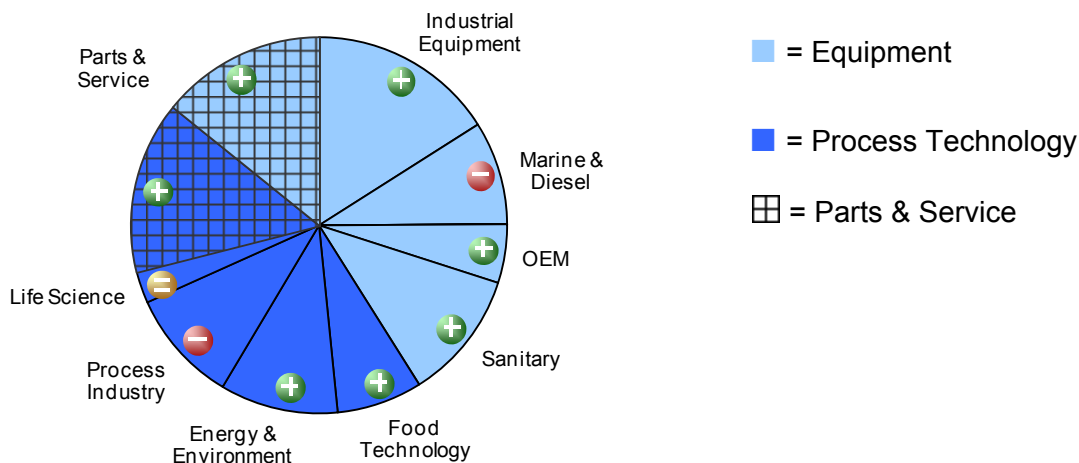 Industrial
Equipment
Parts &
Service
Marine &
Diesel
OEM
Sanitary
Food
Technology
Energy &
Environment
Process
Industry
Life Science
= Equipment
= Process Technology
= Parts & Service